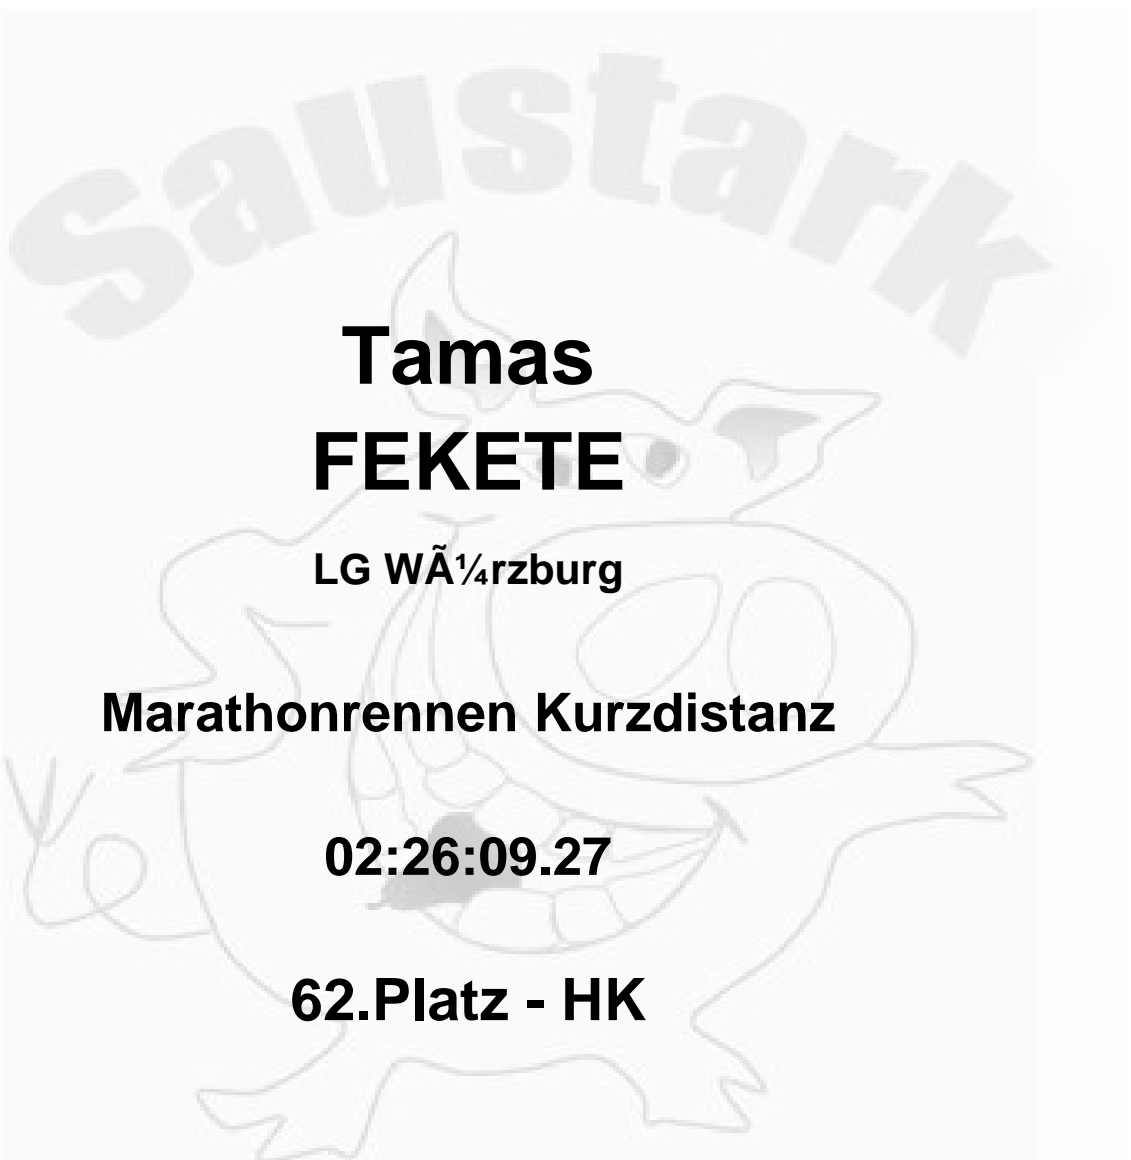 Saustark
Tamas
FEKETE
LG WÃ¼rzburg
Marathonrennen Kurzdistanz
02:26:09.27
62.Platz - HK